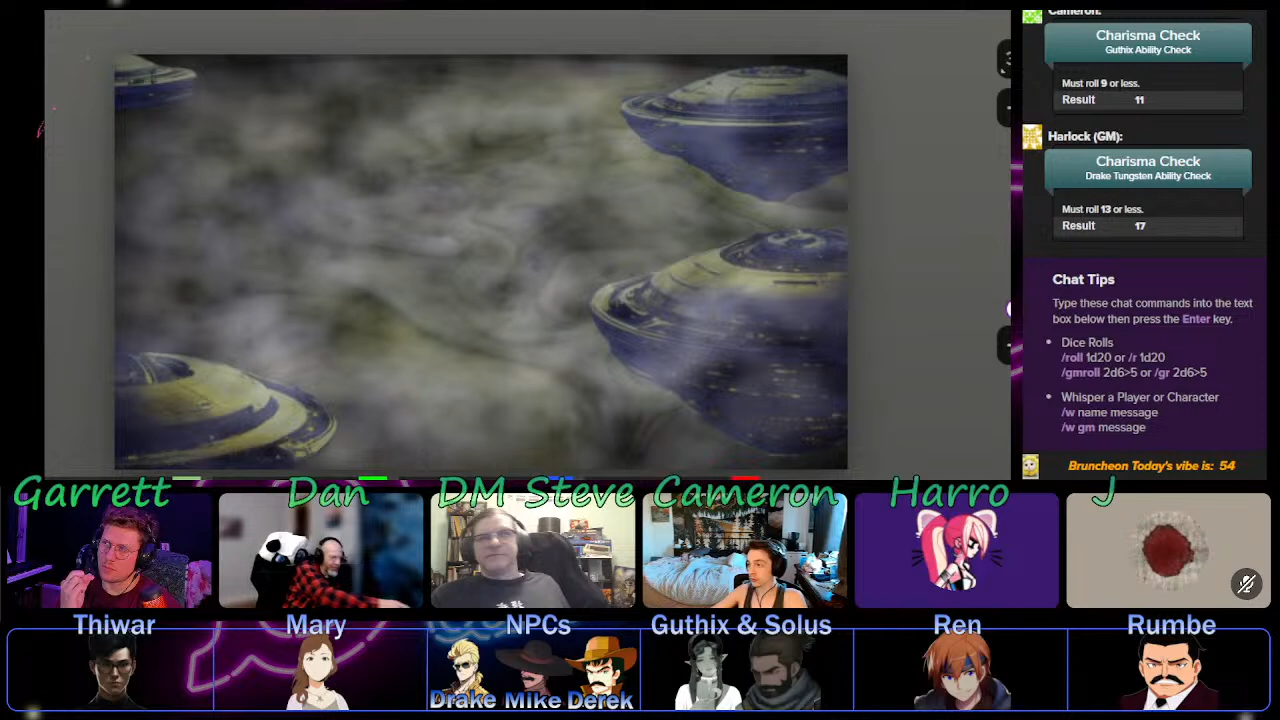 Cameron:
Charisma Check
Guthix Ability Check
Must roll 9 or less.
Result 11
Harlock (GM):
Charisma Check
Drake Tungsten Ability Check
Must roll 13 or less.
Result 17
Chat Tips
Type these chat commands into the text
box below then press the Enter key.
• Dice Rolls
/roll 1d20 or /r 1d20
/gmroll 2d6>5 or /gr 2d6>5
• Whisper a Player or Character
/w name message
/w gm message
Bruncheon Today's vibe is: 54
Garrett Dan DM Steve Cameron Harro J
Thiwar Mary NPCs Guthix & Solus Ren Rumbe
Drake Mike Derek